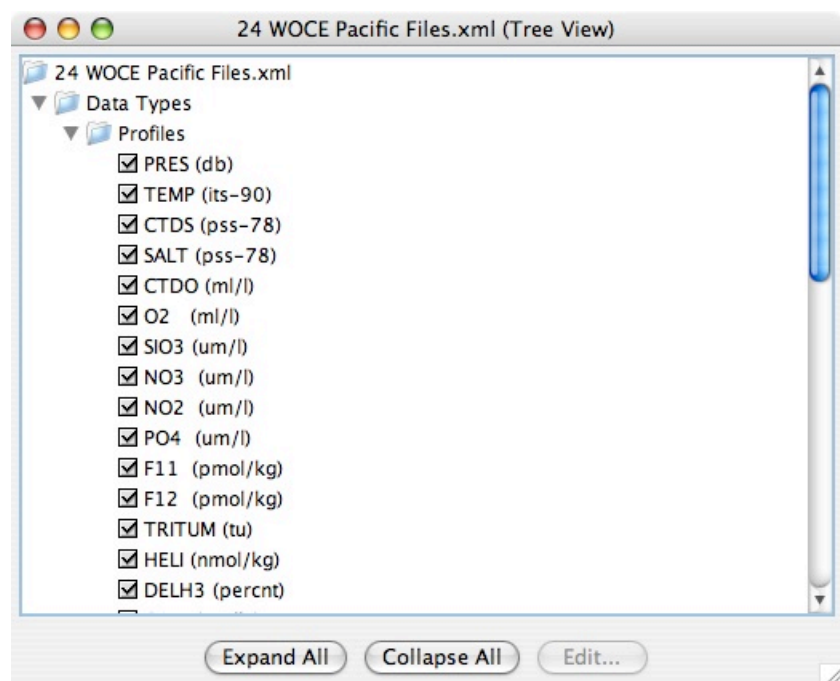 24 WOCE Pacific Files.xml (Tree View)
24 WOCE Pacific Files.xml
Data Types
Profiles
PRES (db)
TEMP (its-90)
CTDS (pss-78)
SALT (pss-78)
CTDO (ml/l)
O2 (ml/l)
SIO3 (um/l)
NO3 (um/l)
NO2 (um/l)
PO4 (um/l)
F11 (pmol/kg)
F12 (pmol/kg)
TRITUM (tu)
HELI (nmol/kg)
DELH3 (percnt)
Expand All Collapse All Edit...